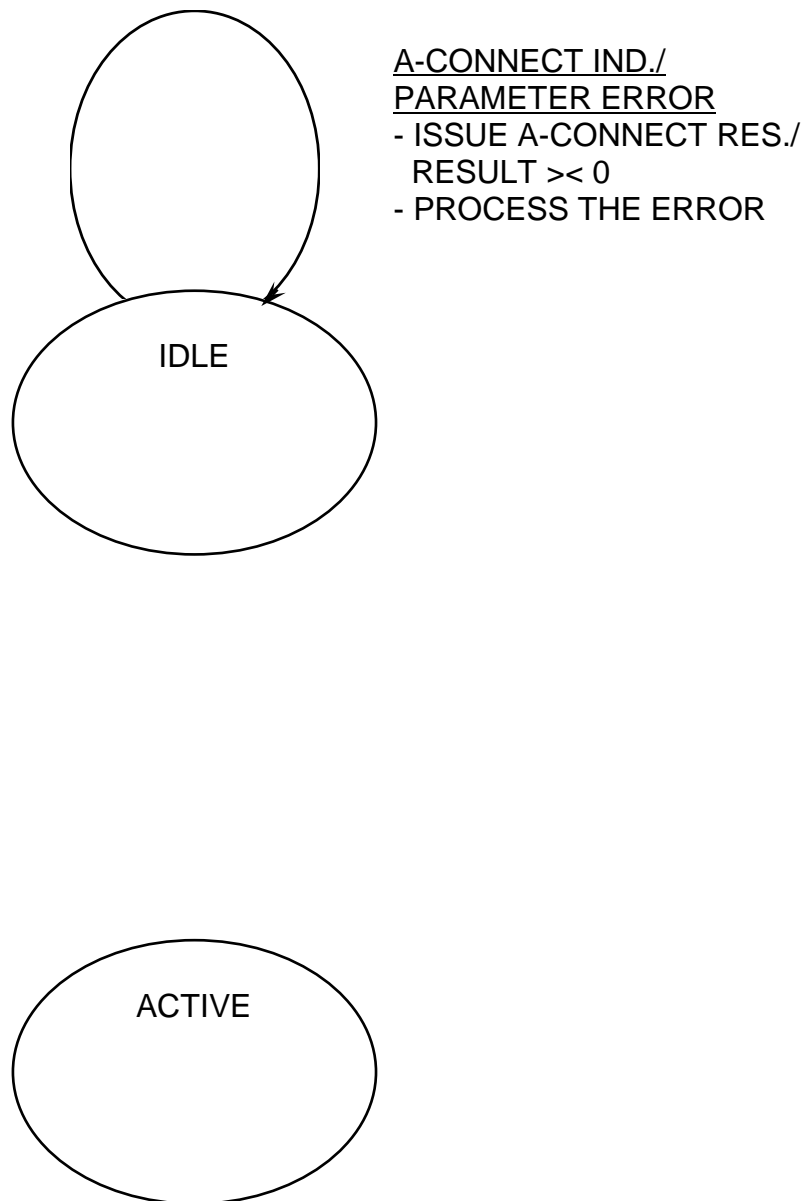 A-CONNECT IND./
PARAMETER ERROR
- ISSUE A-CONNECT RES./
RESULT >< 0
- PROCESS THE ERROR
IDLE
ACTIVE